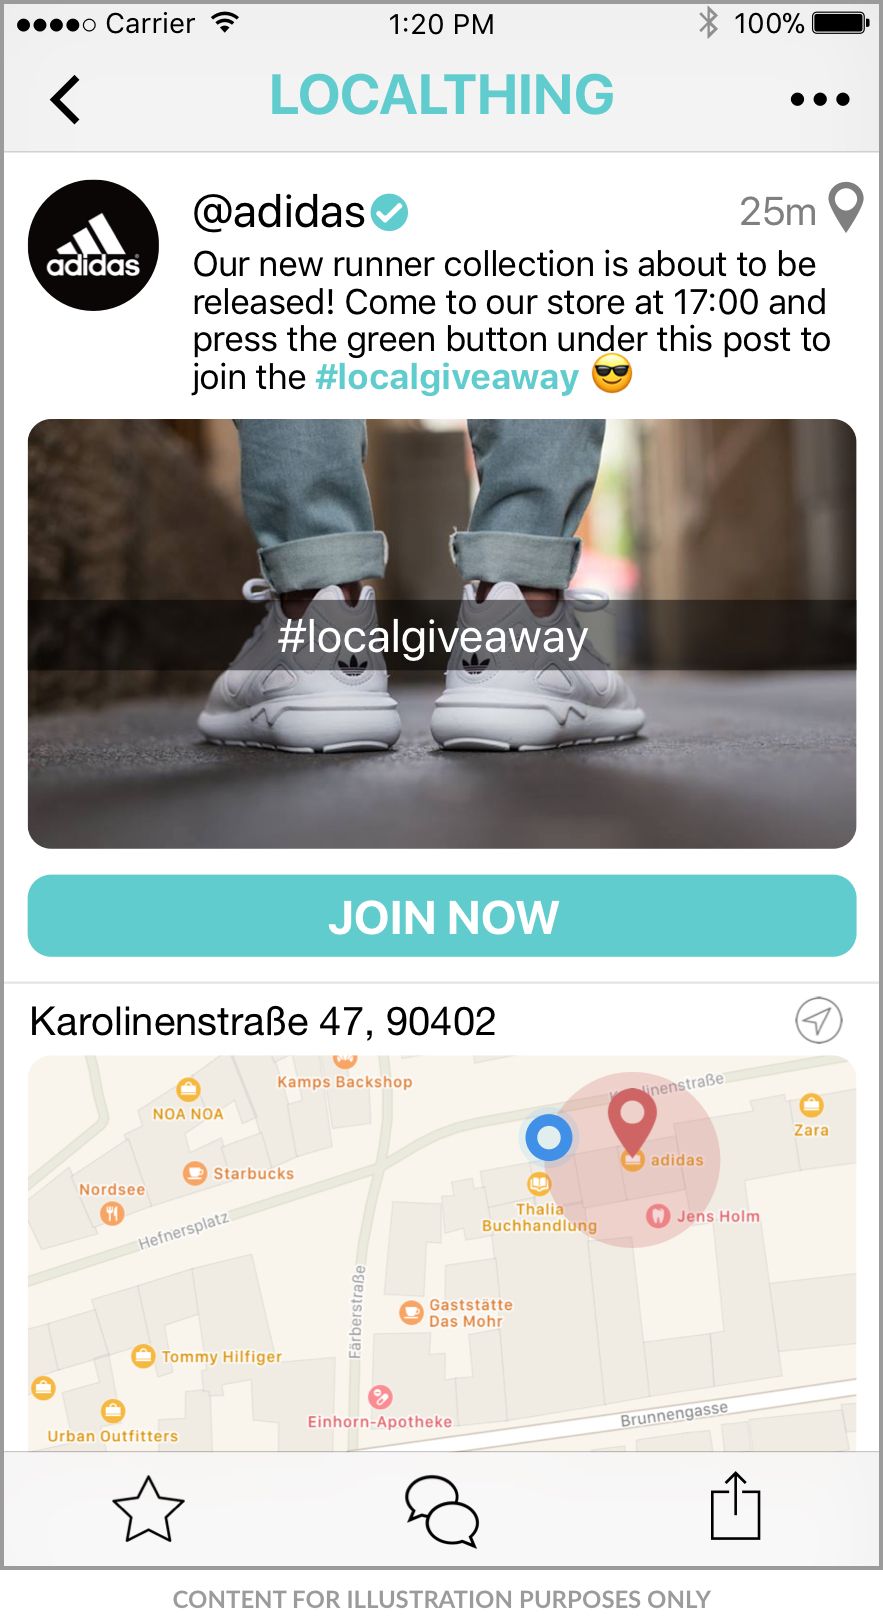 Carrier 1:20 PM 100%
LOCALTHING
adidas
@adidas 25m
Our new runner collection is about to be
released! Come to our store at 17:00 and
press the green button under this post to
join the #localgiveaway 😎
#localgiveaway
JOIN NOW
Karolinenstraße 47, 90402
Kamps Backshop
Karolinenstraße
NOA NOA
Zara
adidas
Starbucks
Nordsee
Thalia
Buchhandlung
Jens Holm
Hefnersplatz
Färberstraße
Gaststätte
Das Mohr
Tommy Hilfiger
Einhorn-Apotheke
Brunnengasse
Urban Outfitters
CONTENT FOR ILLUSTRATION PURPOSES ONLY